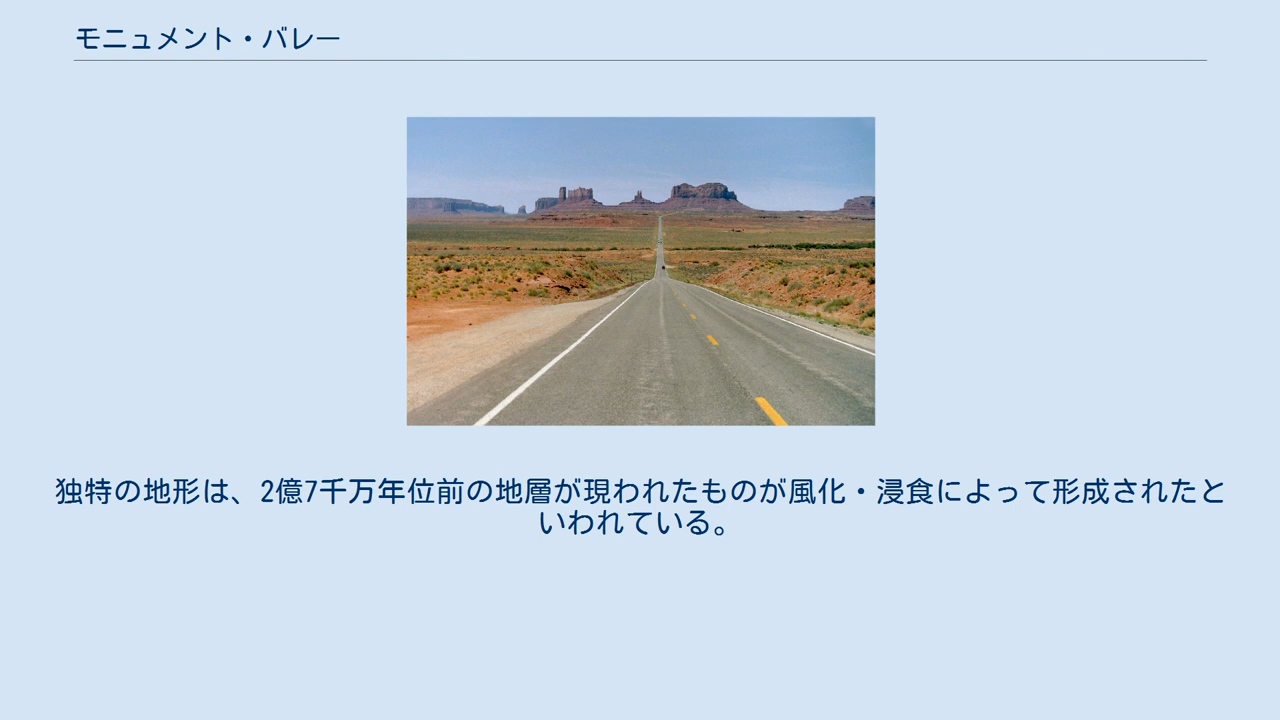 モニュメント・バレー
独特の地形は、2億7千万年位前の地層が現われたものが風化・浸食によって形成されたと
いわれている。